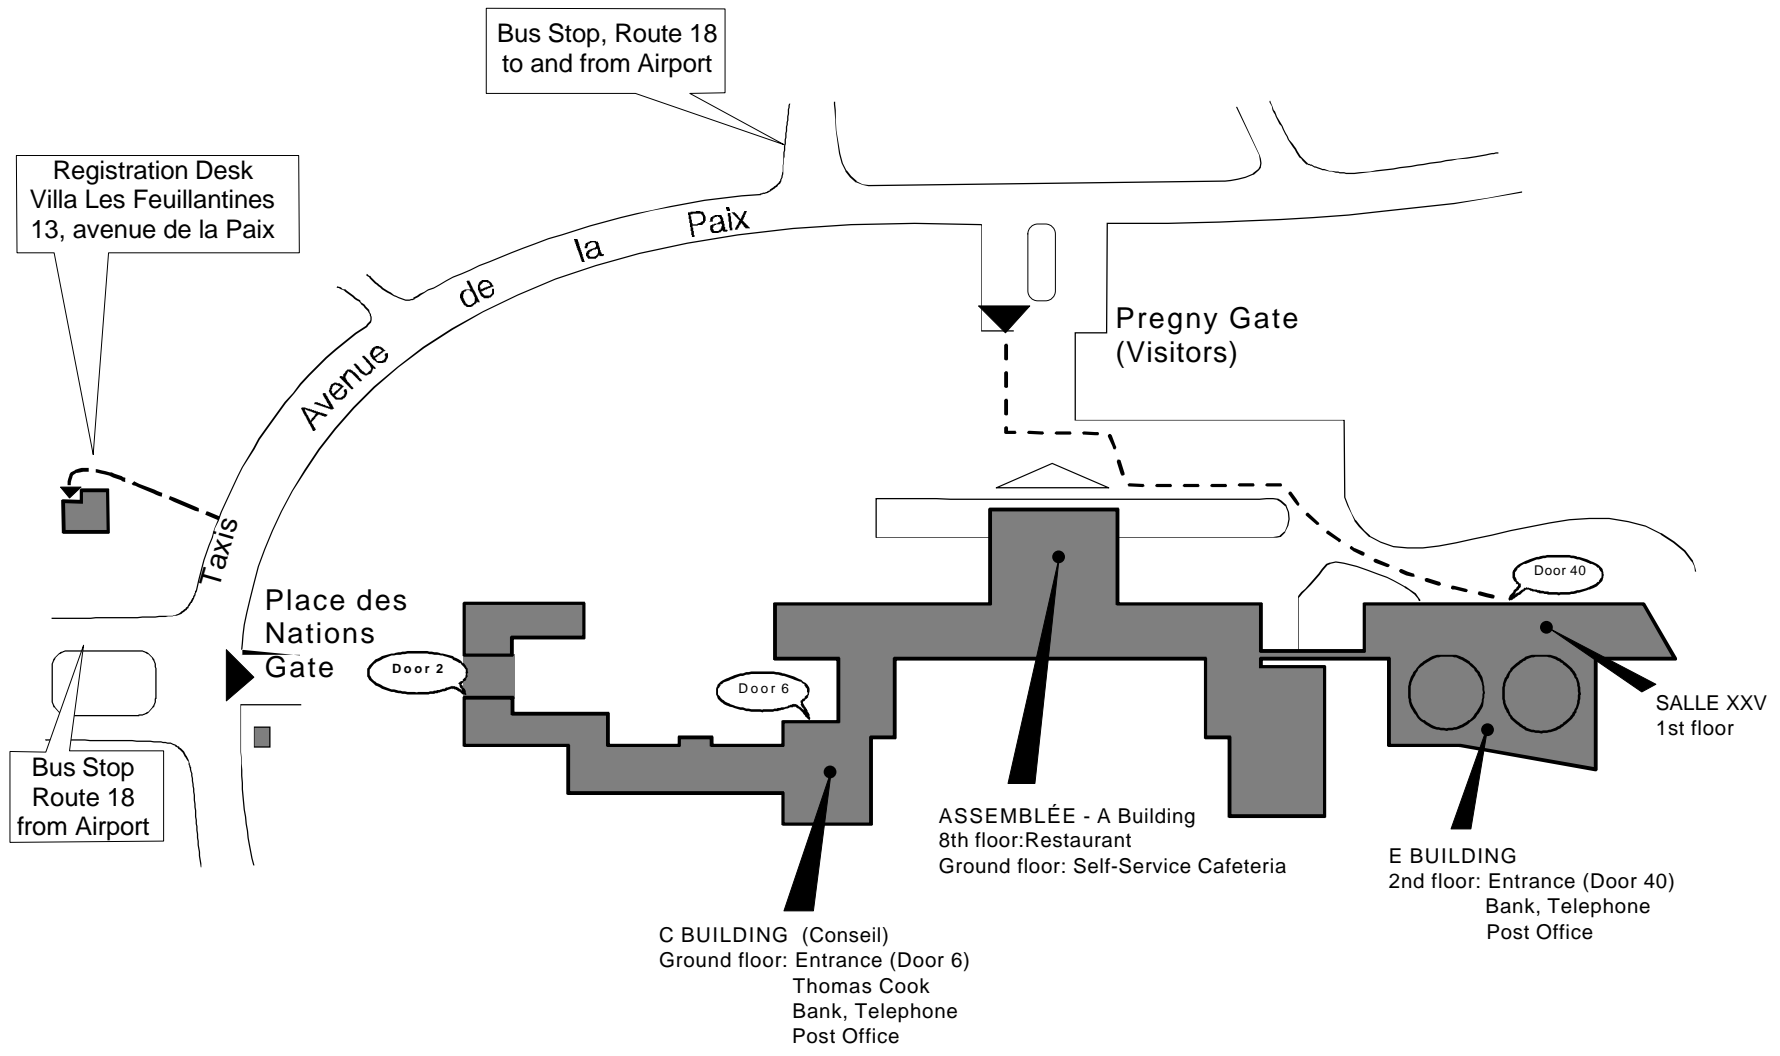 Bus Stop, Route 18
to and from Airport
Registration Desk
Villa Les Feuillantines
13, avenue de la Paix
Avenue de la Paix
Pregny Gate
(Visitors)
Taxis
Door 40
Place des
Nations
Gate
Door 2
Door 6
SALLE XXV
1st floor
Bus Stop
Route 18
from Airport
ASSEMBLÉE - A Building
8th floor:Restaurant
Ground floor: Self-Service Cafeteria
E BUILDING
2nd floor: Entrance (Door 40)
Bank, Telephone
Post Office
C BUILDING (Conseil)
Ground floor: Entrance (Door 6)
Thomas Cook
Bank, Telephone
Post Office